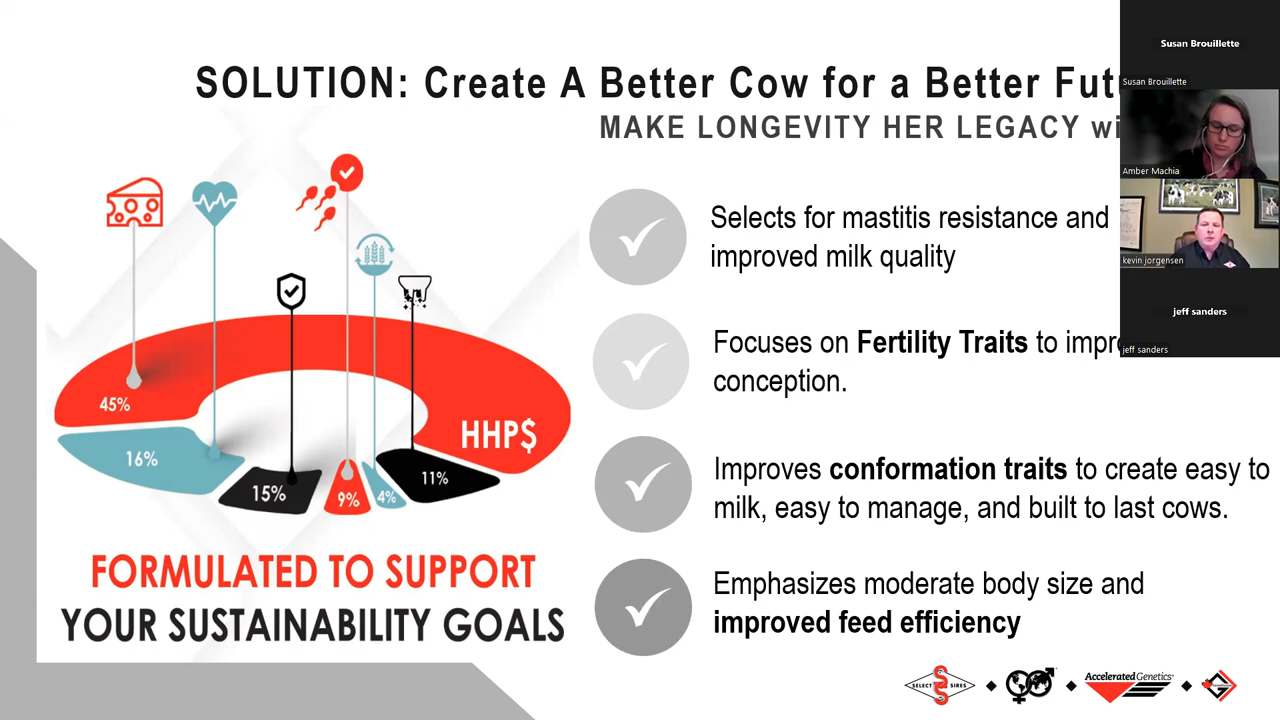 SOLUTION: Create A Better Cow for a Better Fut
MAKE LONGEVITY HER LEGACY wi
Selects for mastitis resistance and
improved milk quality
Focuses on Fertility Traits to impr
conception.
Improves conformation traits to create easy to
milk, easy to manage, and built to last cows.
Emphasizes moderate body size and
improved feed efficiency
45%
16%
15%
9%
4%
11%
HHP$
FORMULATED TO SUPPORT
YOUR SUSTAINABILITY GOALS
Susan Brouillette
Susan Brouillette
Amber Machia
kevin jorgensen
jeff sanders
jeff sanders
SELECT SIRES
Accelerated Genetics